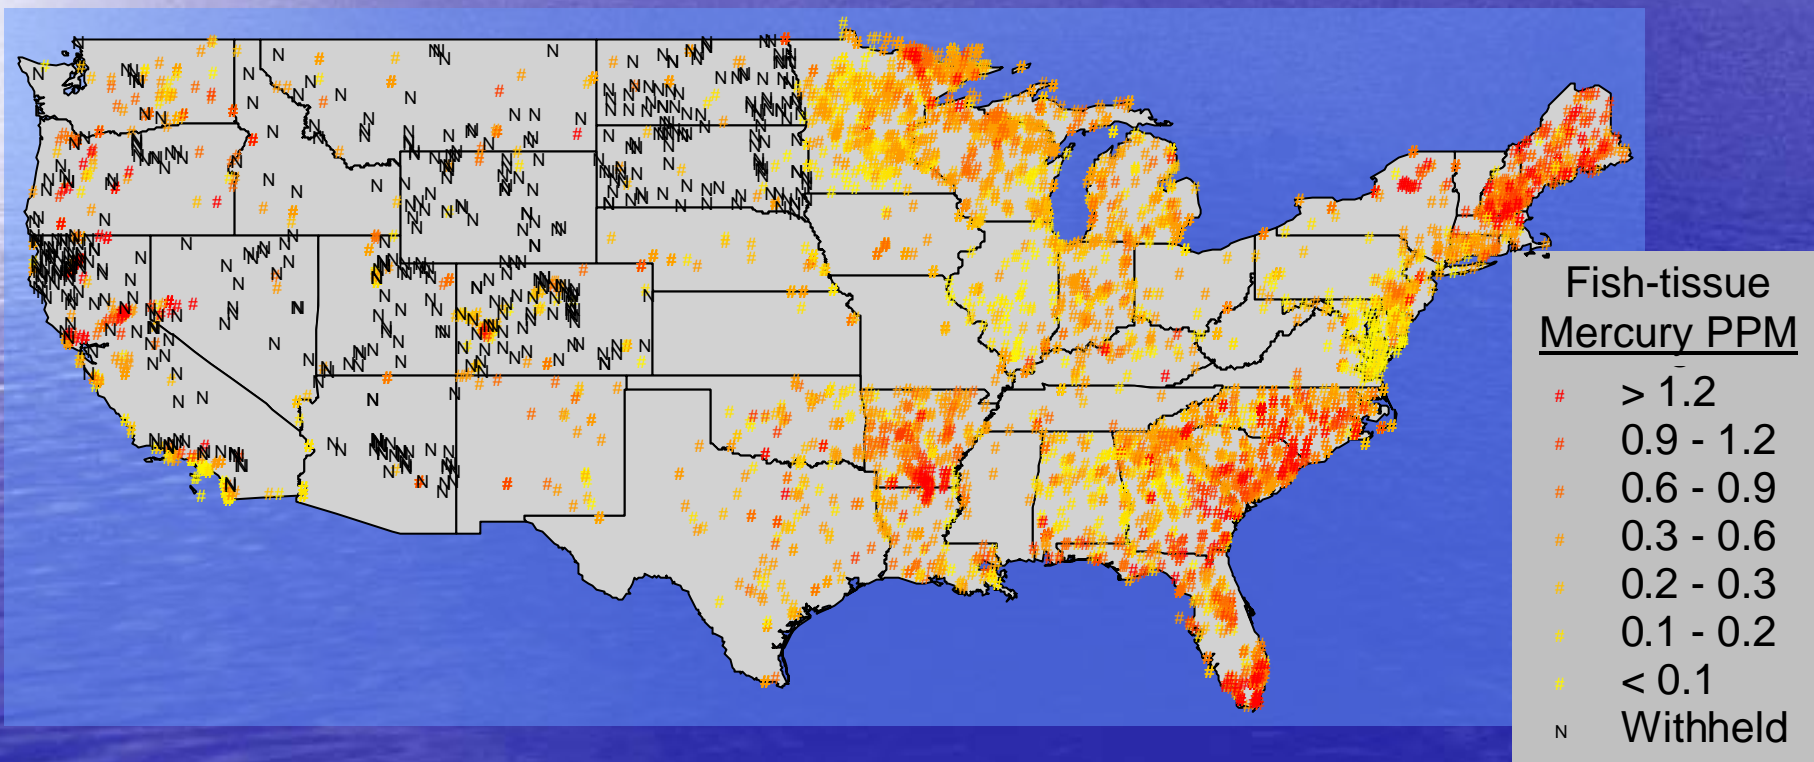 Fish-tissue
Mercury PPM
# > 1.2
# 0.9 - 1.2
# 0.6 - 0.9
# 0.3 - 0.6
# 0.2 - 0.3
# 0.1 - 0.2
# < 0.1
N Withheld